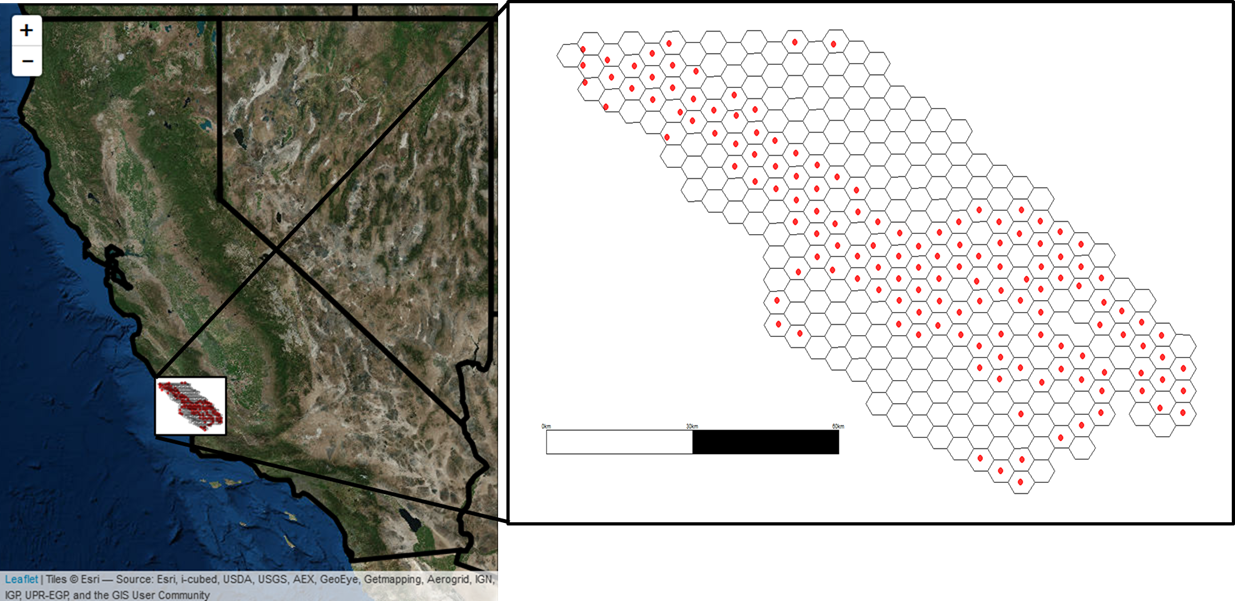 +
−
0km 30km 60km
Leaflet | Tiles © Esri — Source: Esri, i-cubed, USDA, USGS, AEX, GeoEye, Getmapping, Aerogrid, IGN,
IGP, UPR-EGP, and the GIS User Community